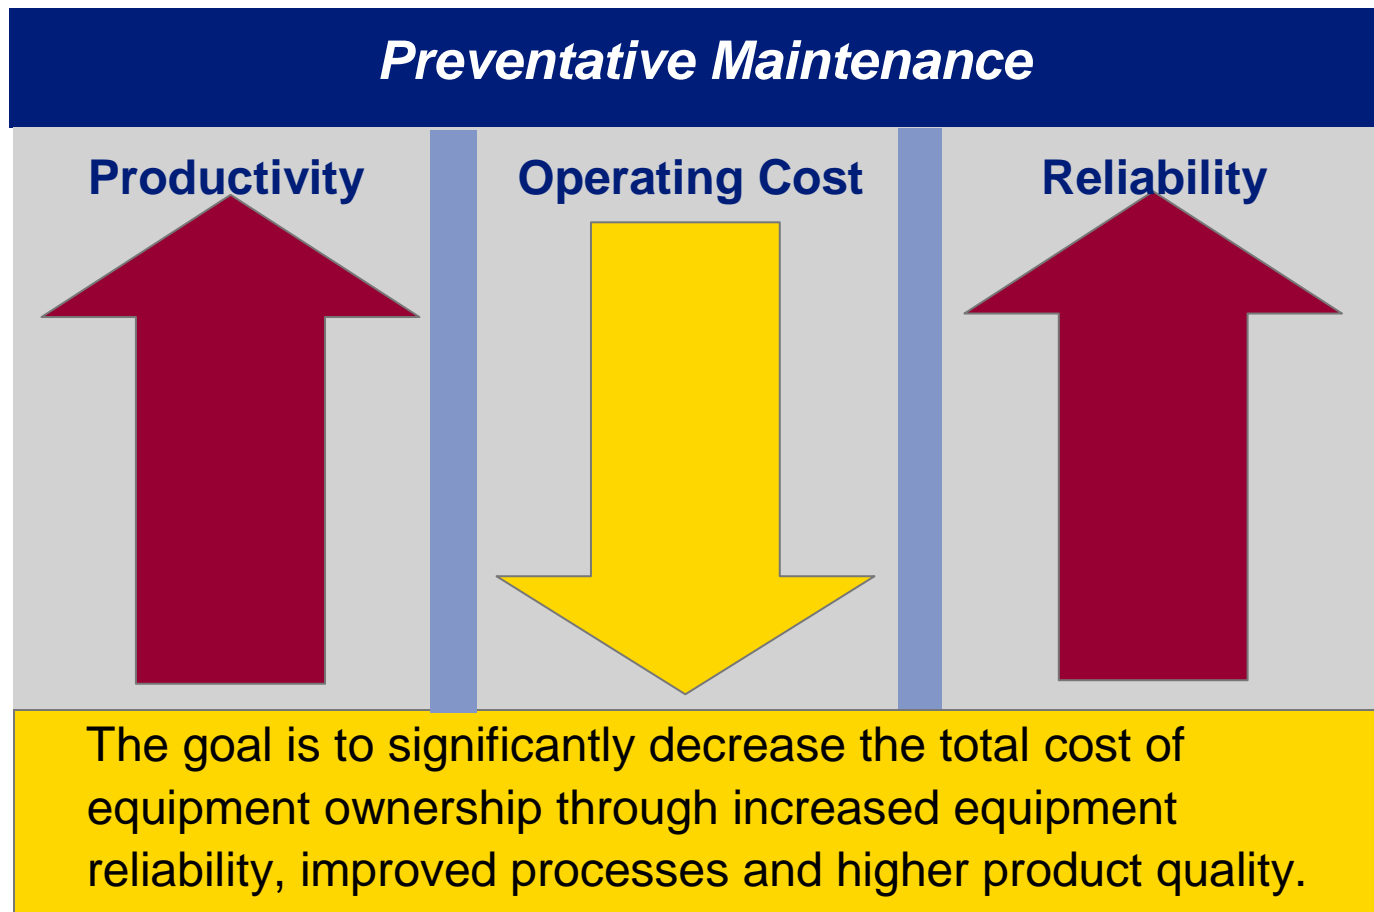 Preventative Maintenance
Productivity
Operating Cost
Reliability
The goal is to significantly decrease the total cost of
equipment ownership through increased equipment
reliability, improved processes and higher product quality.